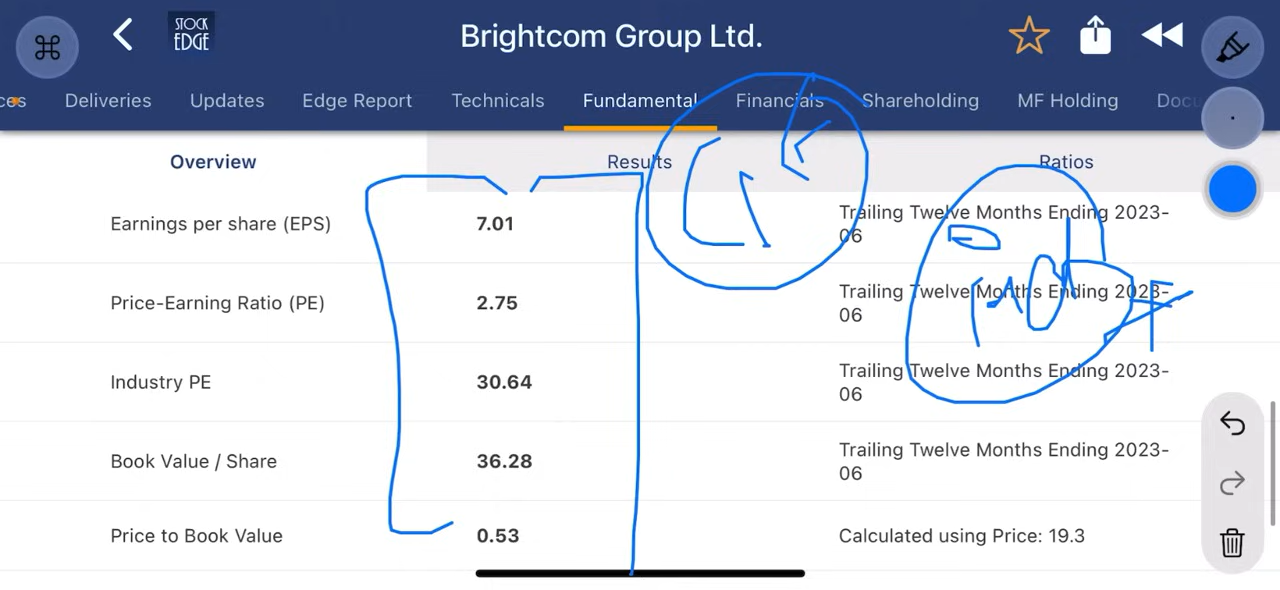 STOCK
EDGE
Brightcom Group Ltd.
Deliveries Updates Edge Report Technicals Fundamental Financials Shareholding MF Holding
Overview Results Ratios
Earnings per share (EPS) 7.01 Trailing Twelve Months Ending 2023-
06
Price-Earning Ratio (PE) 2.75 Trailing Twelve Months Ending 2023-
06
Industry PE 30.64 Trailing Twelve Months Ending 2023-
06
Book Value / Share 36.28 Trailing Twelve Months Ending 2023-
06
Price to Book Value 0.53 Calculated using Price: 19.3